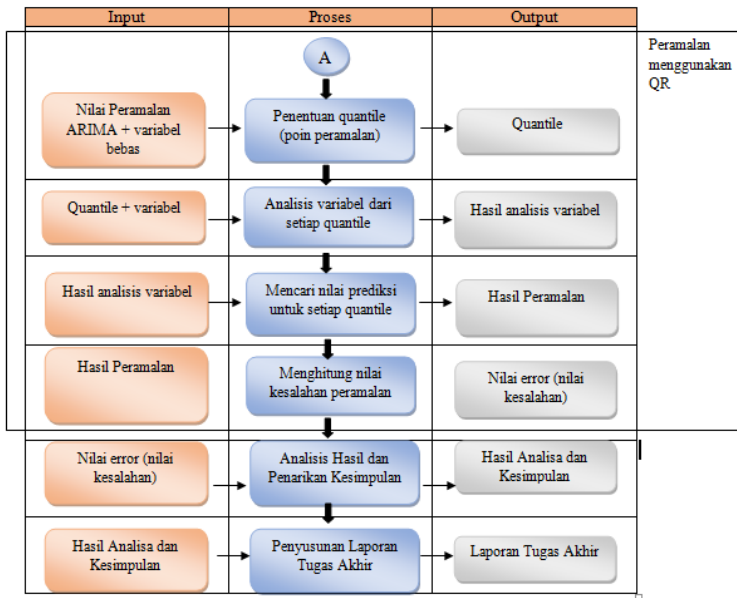 Input
Proses
Output
A
Peramalan
menggunakan
QR
Nilai Peramalan
ARIMA + variabel
bebas
Penentuan quantile
(poin peramalan)
Quantile
Quantile + variabel
Analisis variabel dari
setiap quantile
Hasil analisis variabel
Hasil analisis variabel
Mencari nilai prediksi
untuk setiap quantile
Hasil Peramalan
Hasil Peramalan
Menghitung nilai
kesalahan peramalan
Nilai error (nilai
kesalahan)
Nilai error (nilai
kesalahan)
Analisis Hasil dan
Penarikan Kesimpulan
Hasil Analisa dan
Kesimpulan
Hasil Analisa dan
Kesimpulan
Penyusunan Laporan
Tugas Akhir
Laporan Tugas Akhir